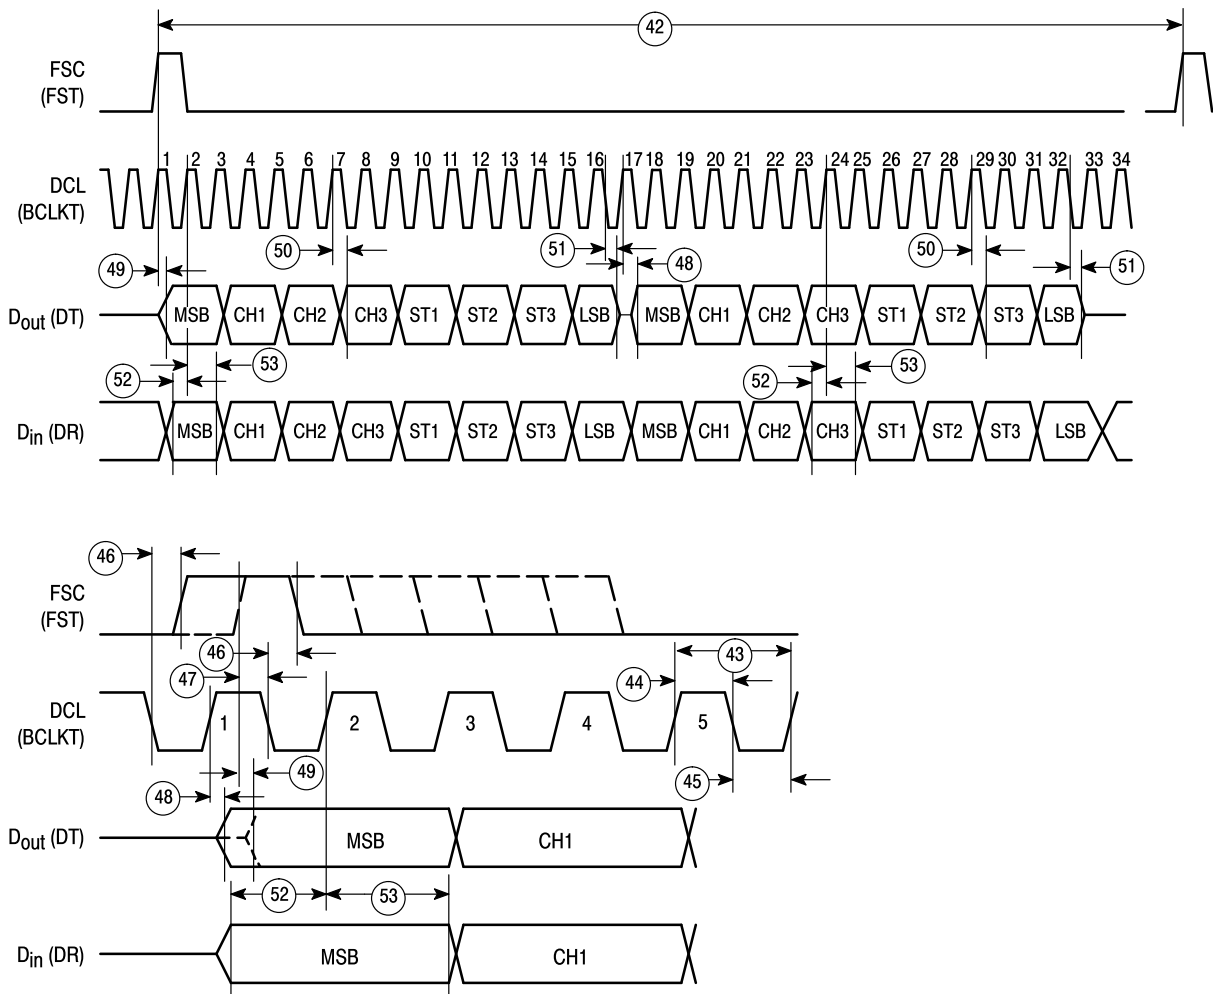 42
FSC
(FST)
1 2 3 4 5 6 7 8 9 10 11 12 13 14 15 16 17 18 19 20 21 22 23 24 25 26 27 28 29 30 31 32 33 34
DCL
(BCLKT)
50 51 50
49 48 51
Dout (DT) MSB CH1 CH2 CH3 ST1 ST2 ST3 LSB MSB CH1 CH2 CH3 ST1 ST2 ST3 LSB
53 53
52 52
Din (DR) MSB CH1 CH2 CH3 ST1 ST2 ST3 LSB MSB CH1 CH2 CH3 ST1 ST2 ST3 LSB
46
FSC
(FST)
46 43
47 44
DCL
(BCLKT)
1 2 3 4 5
49
48 45
Dout (DT) MSB CH1
52 53
Din (DR) MSB CH1